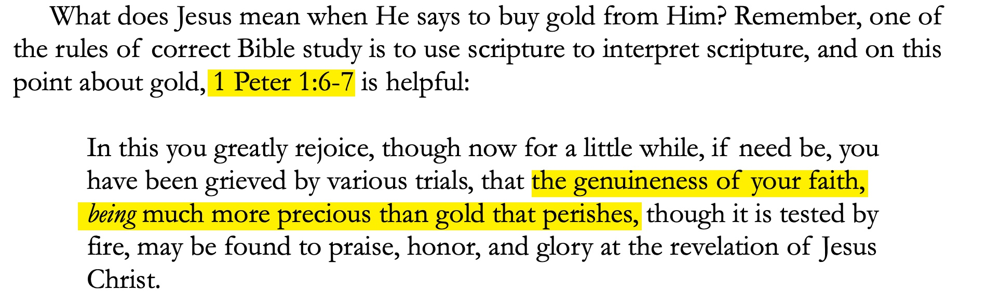 What does Jesus mean when He says to buy gold from Him? Remember, one of
the rules of correct Bible study is to use scripture to interpret scripture, and on this
point about gold, 1 Peter 1:6-7 is helpful:
In this you greatly rejoice, though now for a little while, if need be, you
have been grieved by various trials, that the genuineness of your faith,
being much more precious than gold that perishes, though it is tested by
fire, may be found to praise, honor, and glory at the revelation of Jesus
Christ.